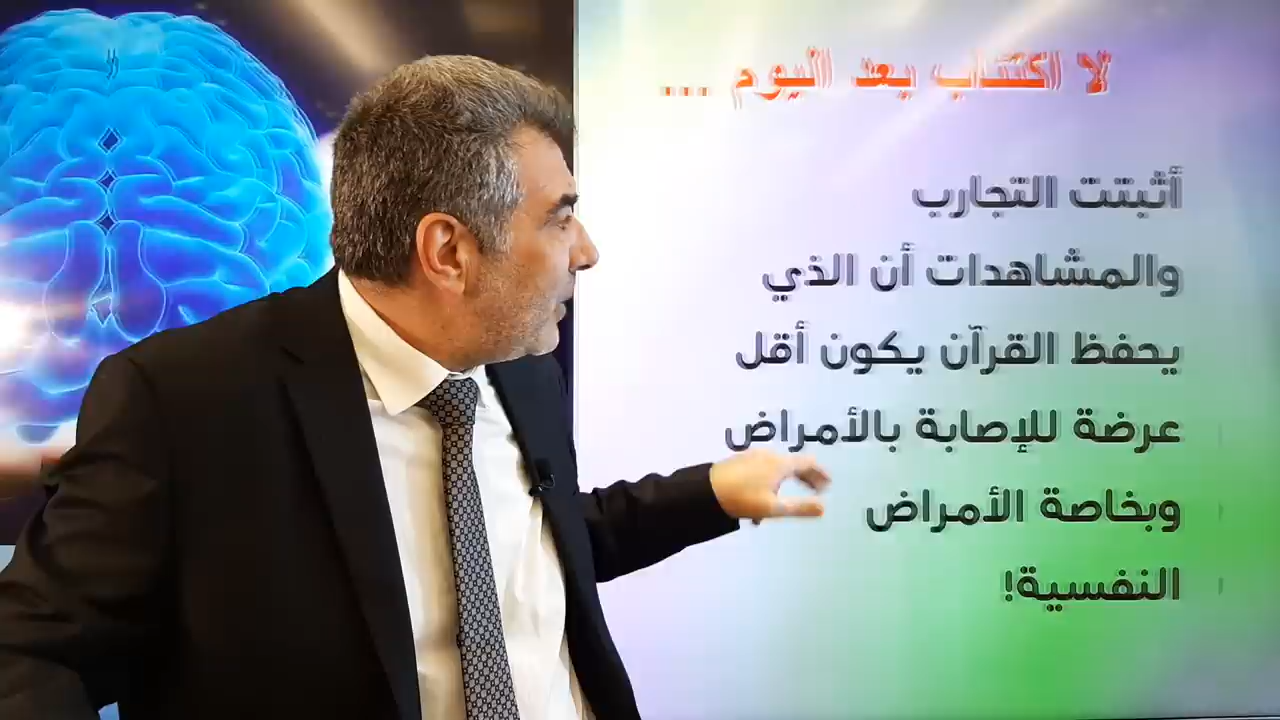 لا اكتئاب بعد اليوم ...
أثبتت التجارب
والمشاهدات أن الذي
يحفظ القرآن يكون أقل
عرضة للإصابة بالأمراض
وبخاصة الأمراض
النفسية!